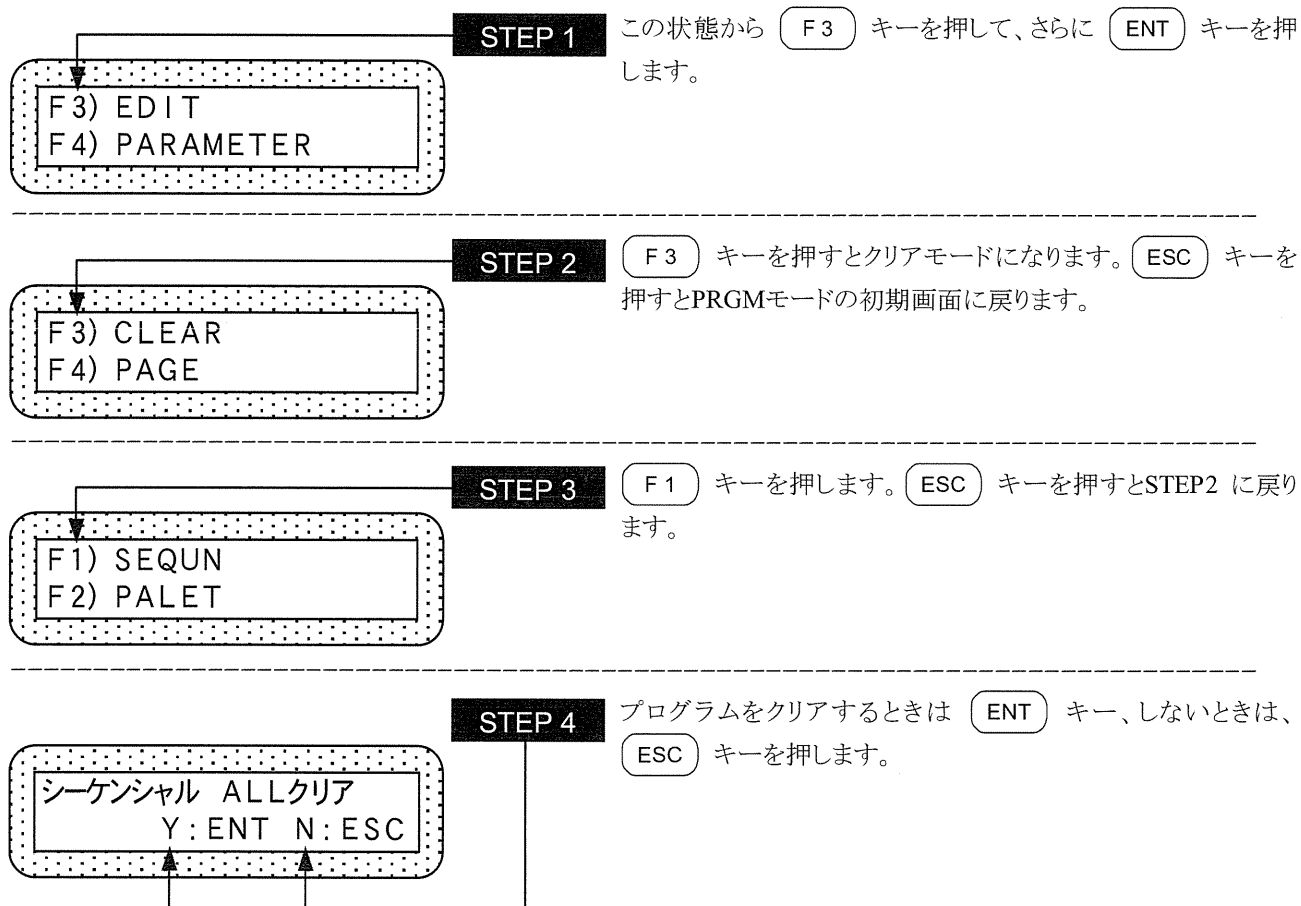 STEP 1
この状態から F3 キーを押して、さらに ENT キーを押
します。
F3) EDIT
F4) PARAMETER
STEP 2
F3 キーを押すとクリアモードになります。 ESC キーを
押すとPRGMモードの初期画面に戻ります。
F3) CLEAR
F4) PAGE
STEP 3
F1 キーを押します。 ESC キーを押すとSTEP2 に戻り
ます。
F1) SEQUN
F2) PALET
STEP 4
プログラムをクリアするときは ENT キー、しないときは、
ESC キーを押します。
シーケンシャル ALLクリア
Y:ENT N:ESC